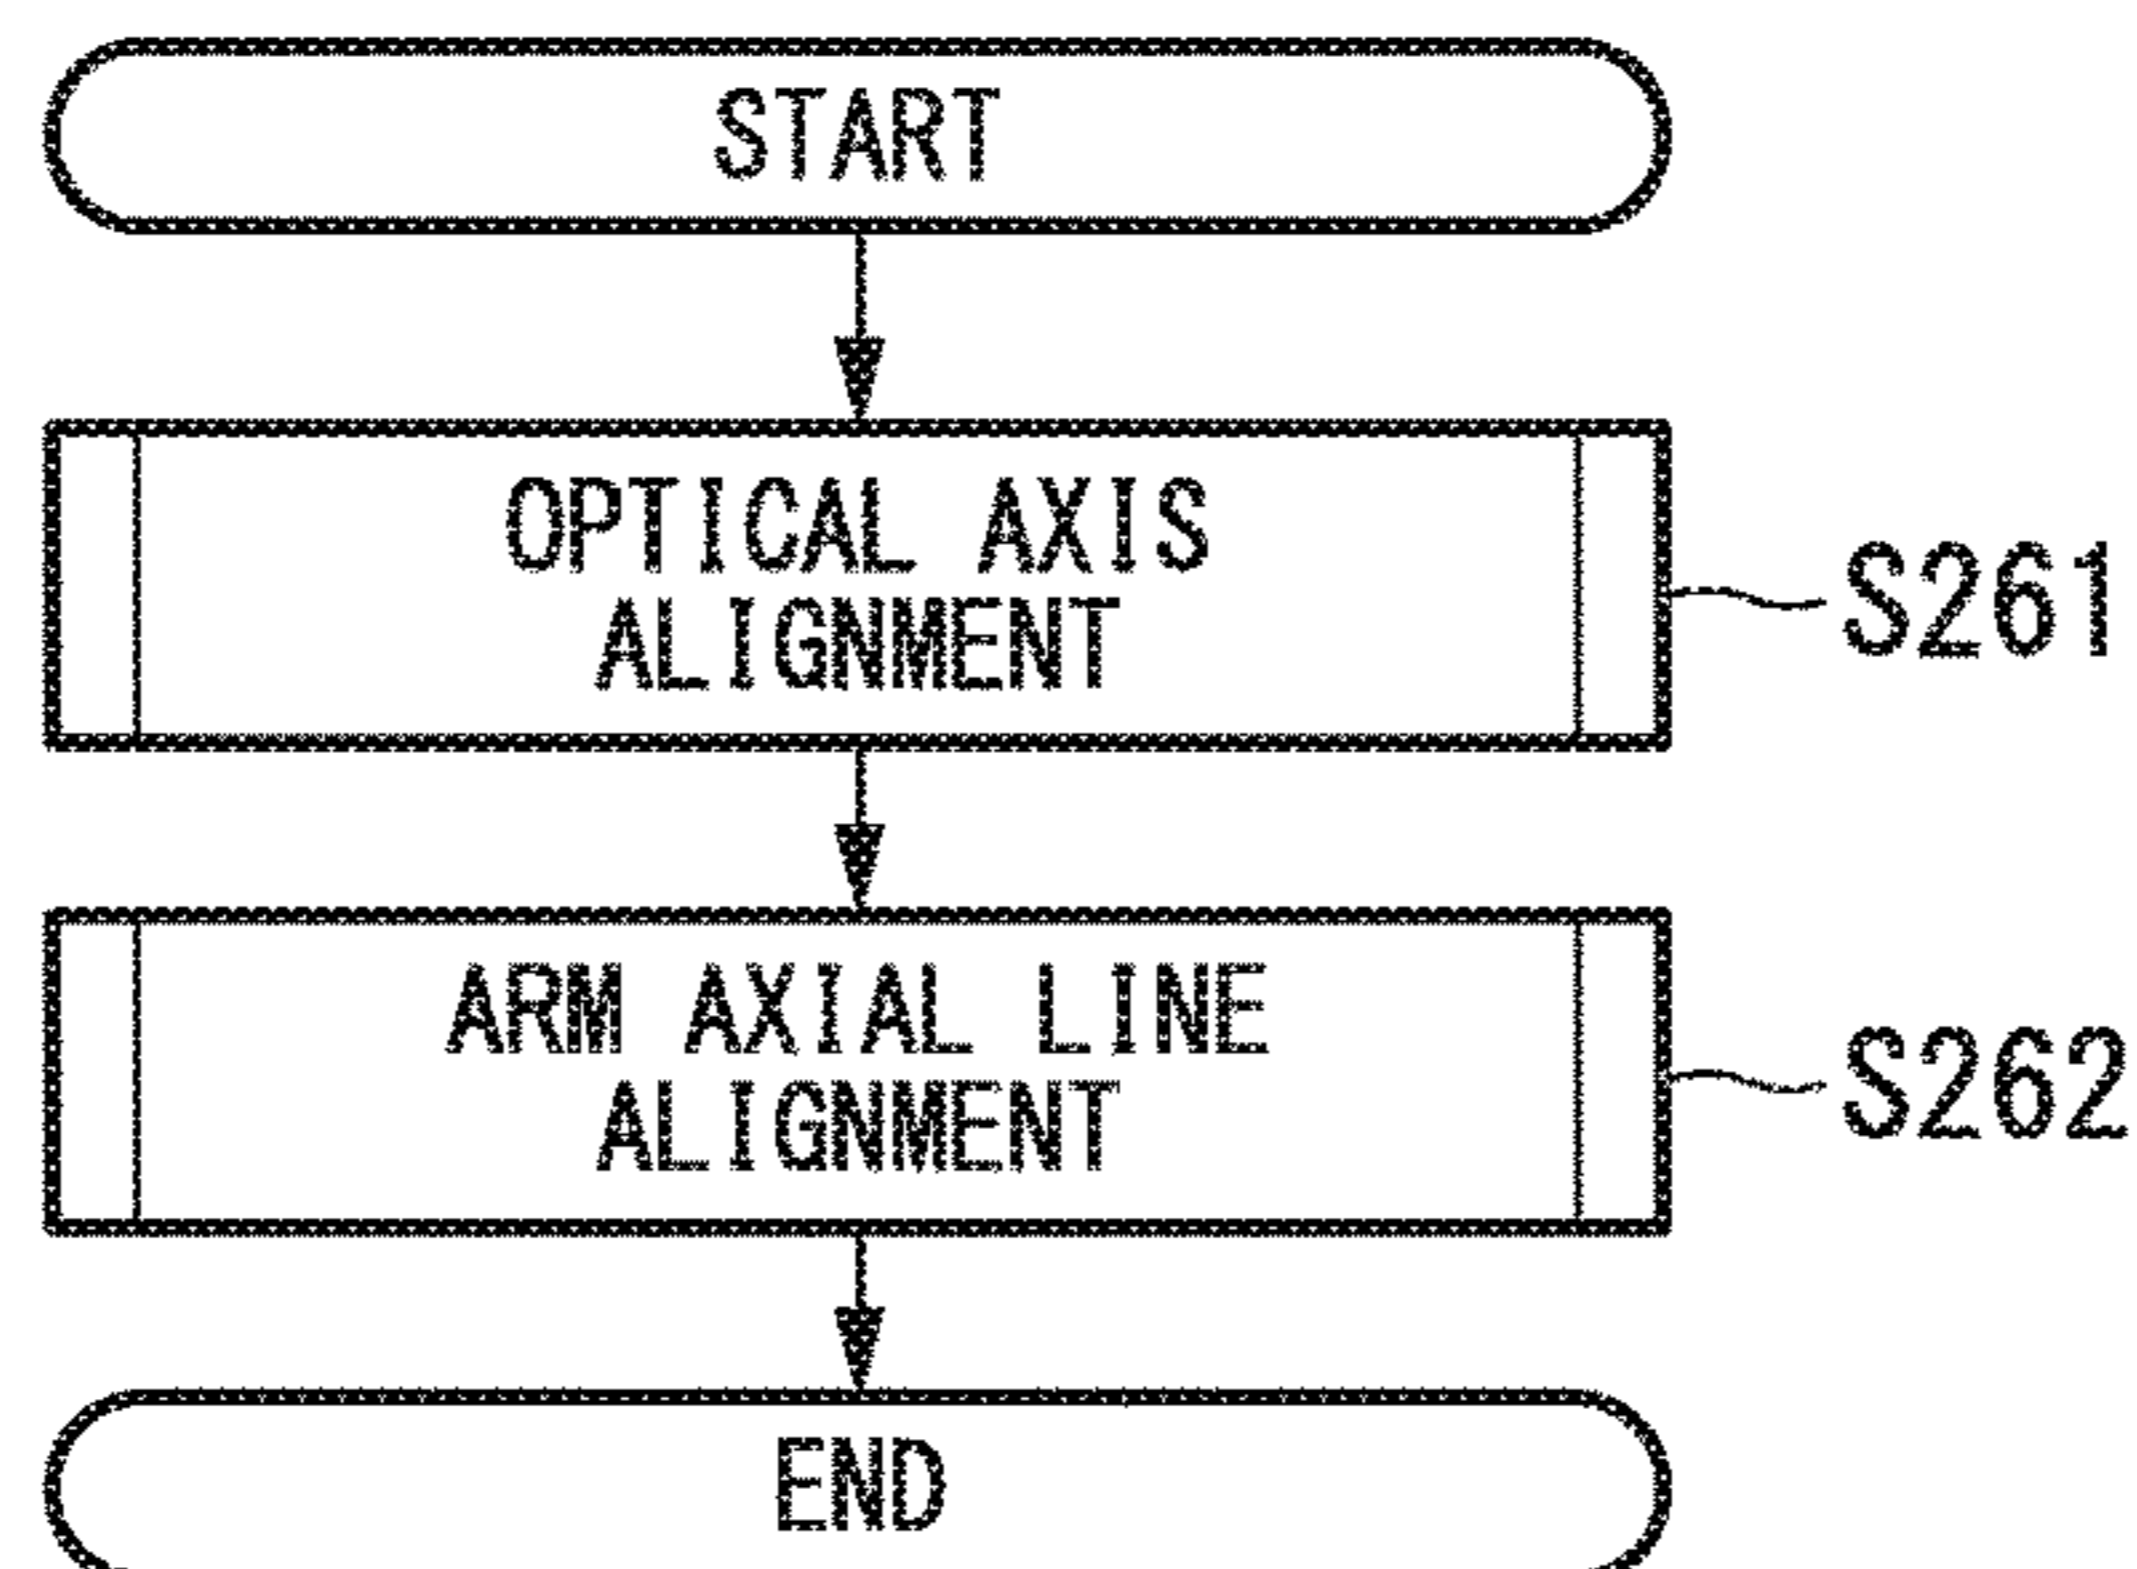 START
OPTICAL AXIS
ALIGNMENT
S261
ARM AXIAL LINE
ALIGNMENT
S262
END